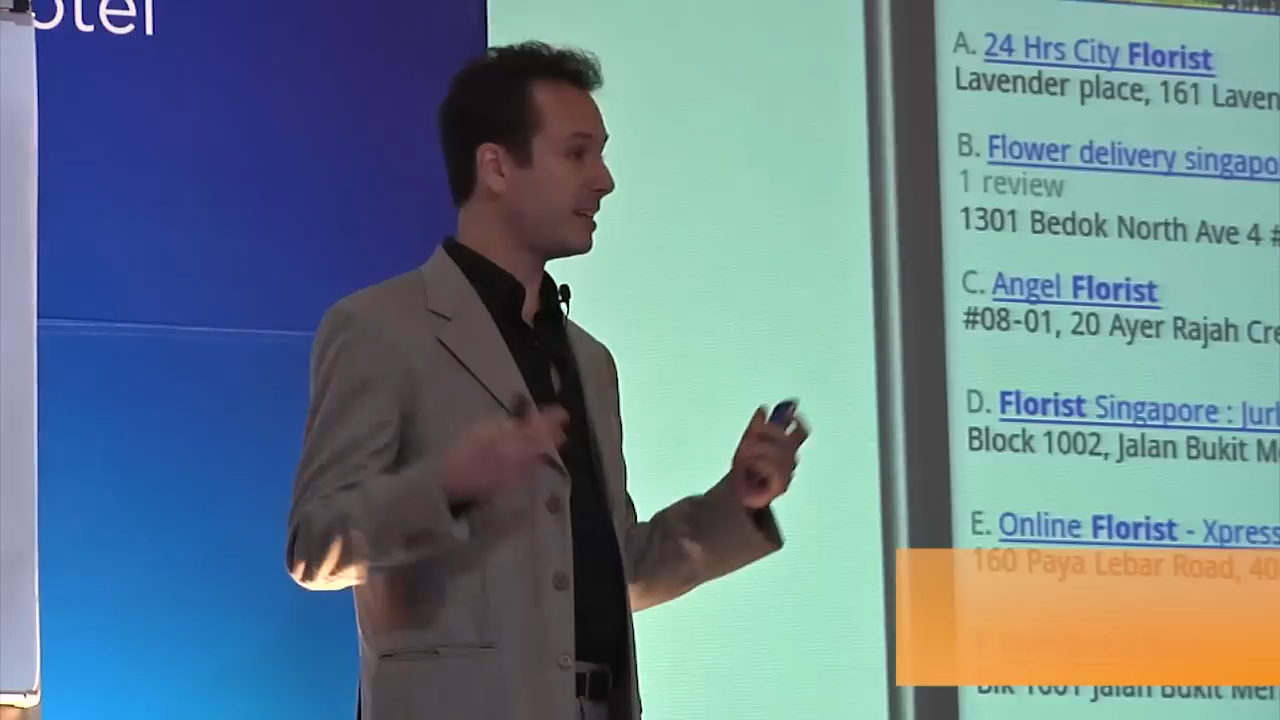 otel
A. 24 Hrs City Florist
Lavender place, 161 Laven
B. Flower delivery singapo
1 review
1301 Bedok North Ave 4 #
C. Angel Florist
#08-01, 20 Ayer Rajah Cre
D. Florist Singapore : Jurl
Block 1002, Jalan Bukit M
E. Online Florist - Xpress
160 Paya Lebar Road, 40
Blk 1001 Jalan Bukit Mer